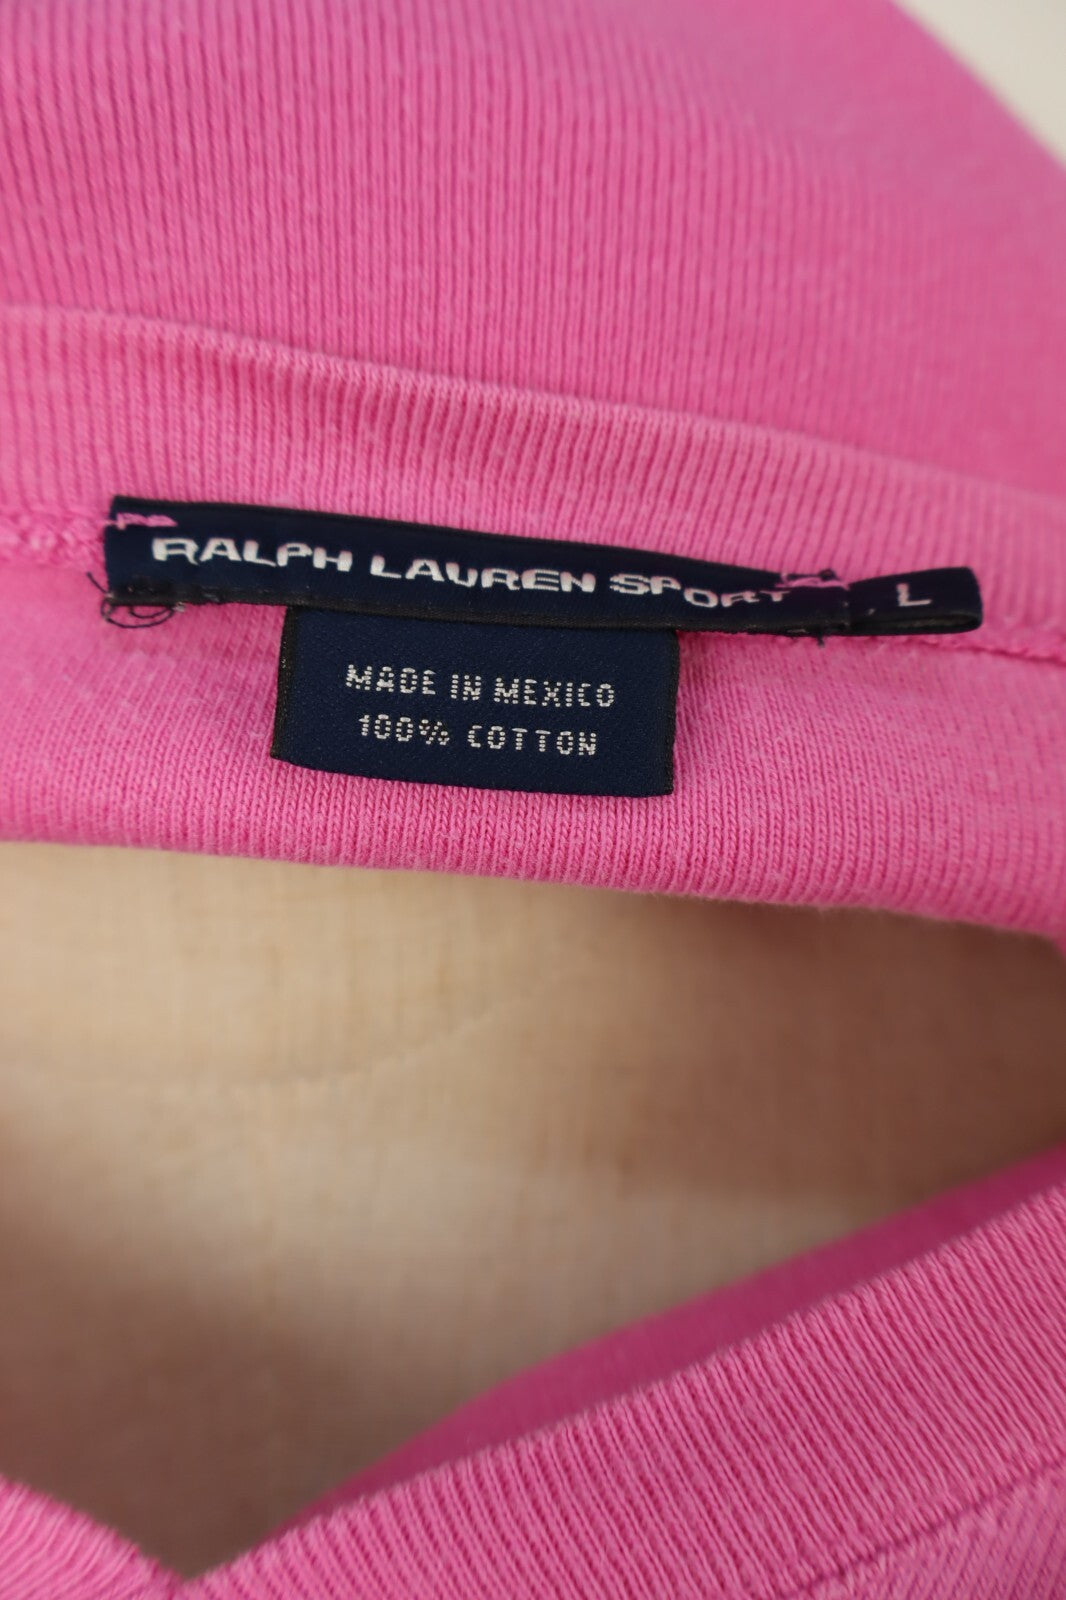 RALPH LAUREN SPORT L
MADE IN MEXICO
100% COTTON